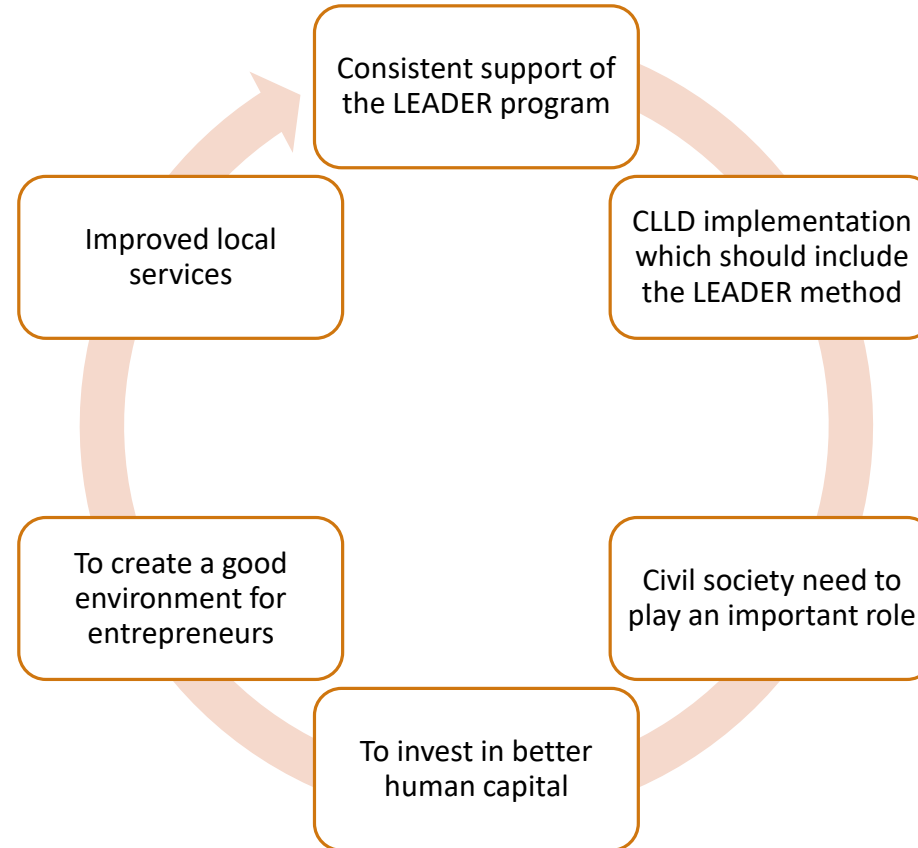 Consistent support of
the LEADER program
CLLD implementation
which should include
the LEADER method
Civil society need to
play an important role
To invest in better
human capital
To create a good
environment for
entrepreneurs
Improved local
services